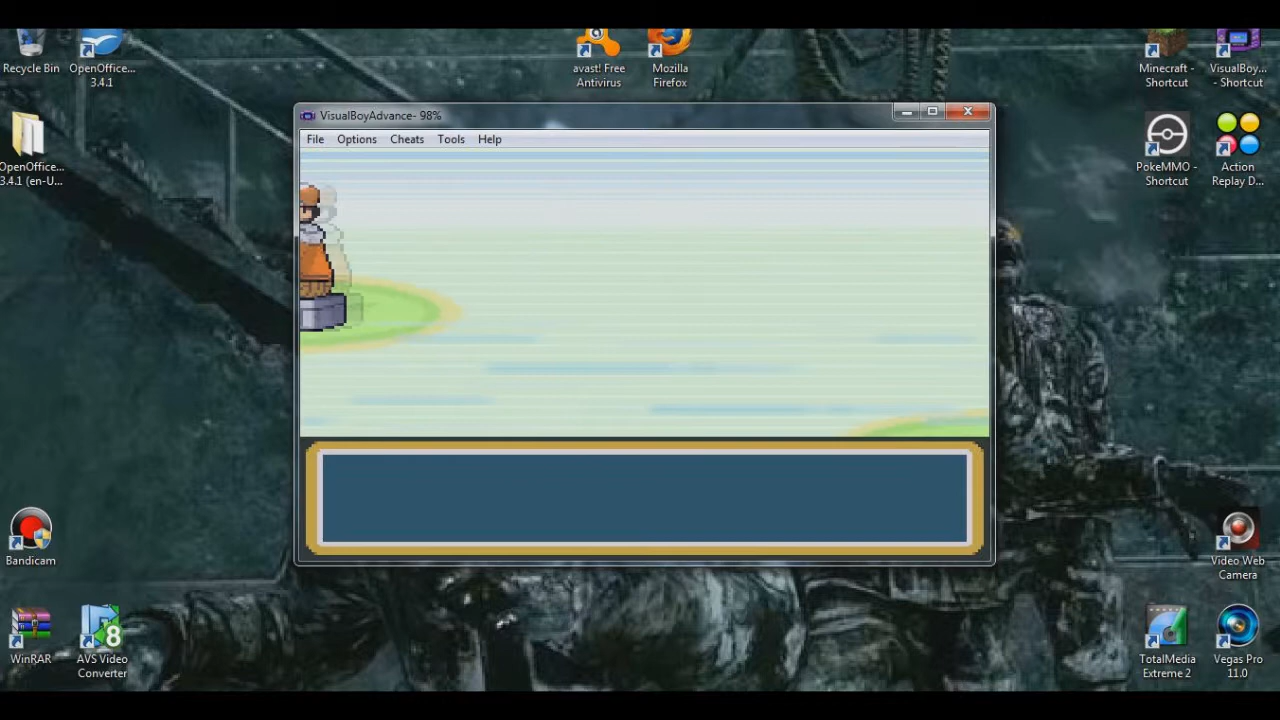 Recycle Bin
OpenOffice...
3.4.1
avast! Free
Antivirus
Mozilla
Firefox
Minecraft -
Shortcut
VisualBoy...
- Shortcut
VisualBoyAdvance- 98%
File Options Cheats Tools Help
OpenOffice...
3.4.1 (en-U...
PokeMMO -
Shortcut
Action
Replay D...
Bandicam
Video Web
Camera
WinRAR
8
AVS Video
Converter
TotalMedia
Extreme 2
Vegas Pro
11.0